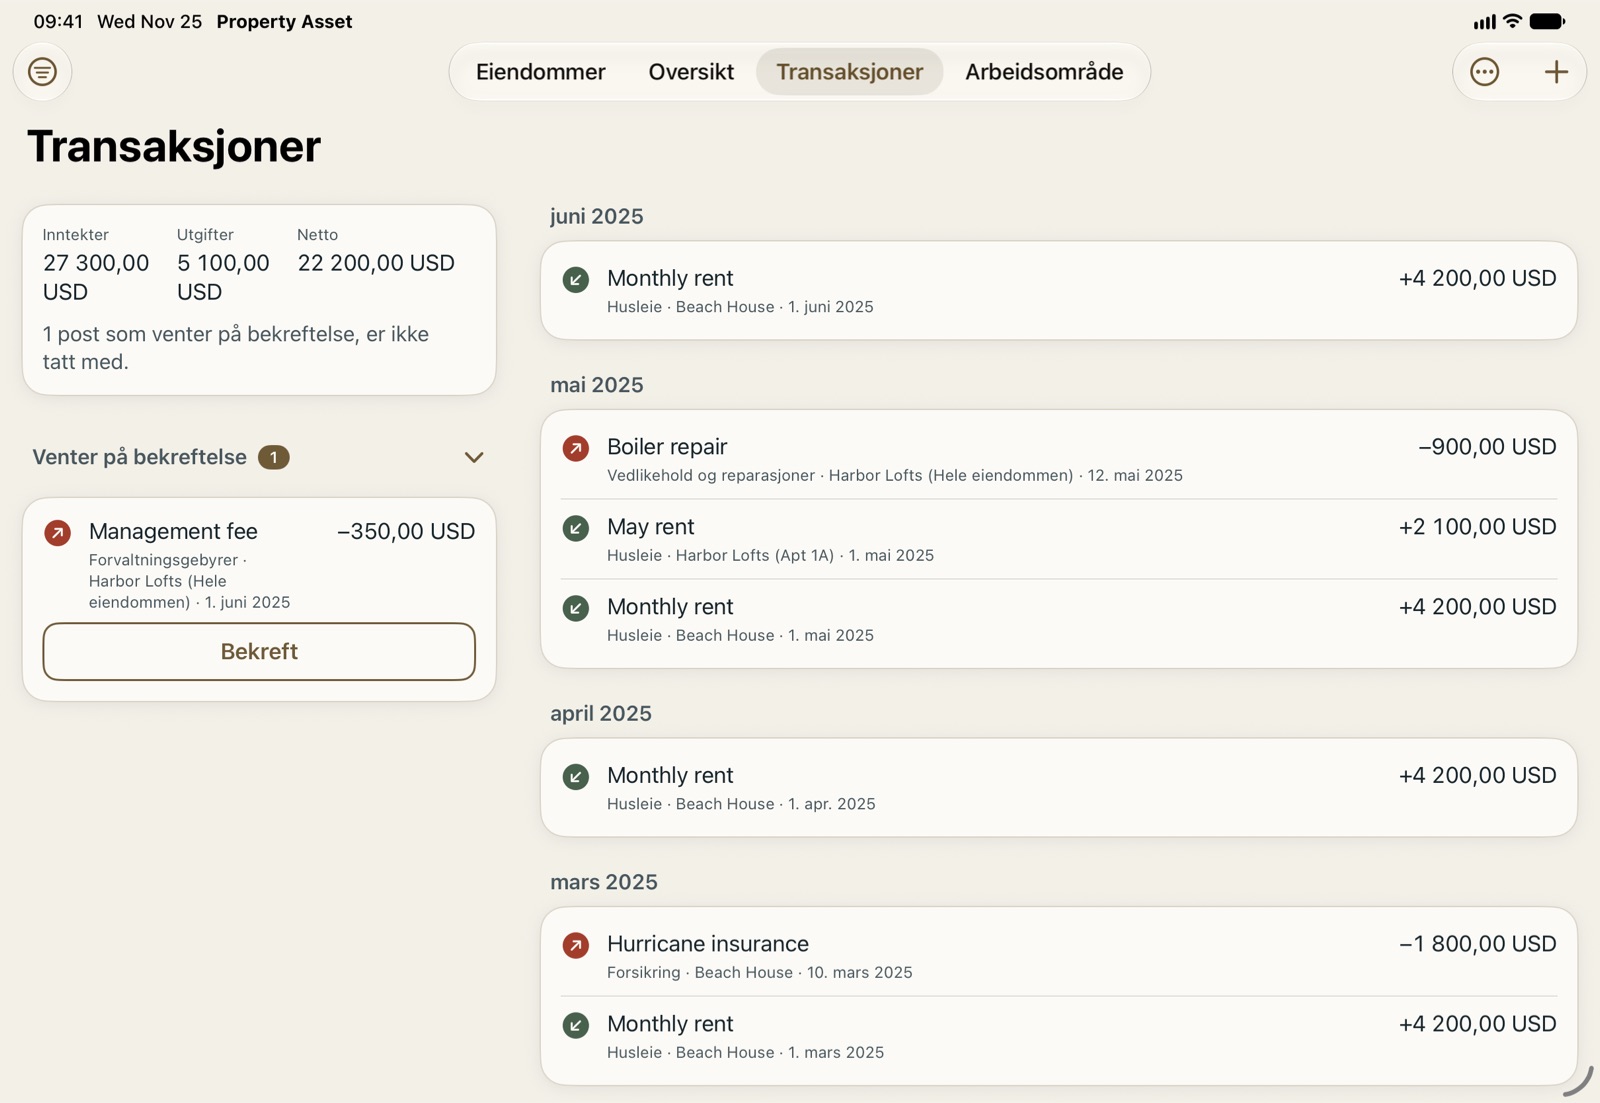 09:41 Wed Nov 25 Property Asset
Eiendommer Oversikt Transaksjoner Arbeidsområde
Transaksjoner
Inntekter Utgifter Netto
27 300,00 5 100,00 22 200,00 USD
USD USD
1 post som venter på bekreftelse, er ikke
tatt med.
Venter på bekreftelse 1
Management fee −350,00 USD
Forvaltningsgebyrer ·
Harbor Lofts (Hele
eiendommen) · 1. juni 2025
Bekreft
juni 2025
Monthly rent +4 200,00 USD
Husleie · Beach House · 1. juni 2025
mai 2025
Boiler repair −900,00 USD
Vedlikehold og reparasjoner · Harbor Lofts (Hele eiendommen) · 12. mai 2025
May rent +2 100,00 USD
Husleie · Harbor Lofts (Apt 1A) · 1. mai 2025
Monthly rent +4 200,00 USD
Husleie · Beach House · 1. mai 2025
april 2025
Monthly rent +4 200,00 USD
Husleie · Beach House · 1. apr. 2025
mars 2025
Hurricane insurance −1 800,00 USD
Forsikring · Beach House · 10. mars 2025
Monthly rent +4 200,00 USD
Husleie · Beach House · 1. mars 2025